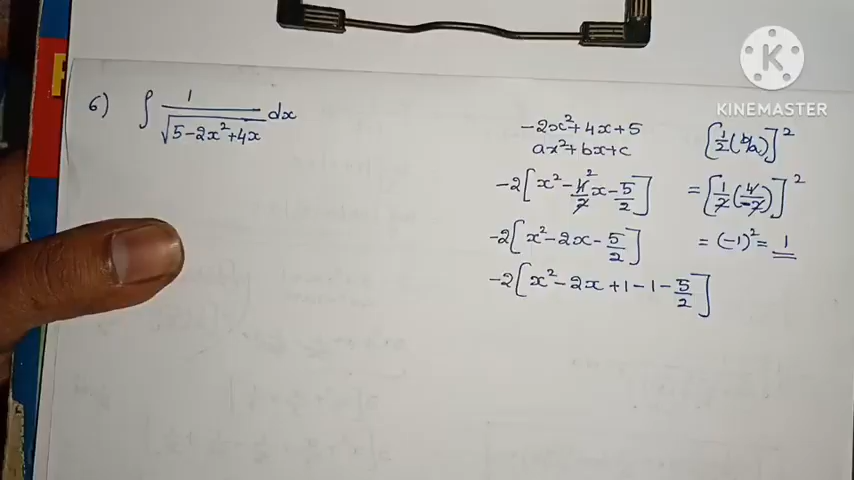 6) ∫ 1/√(5-2x²+4x) dx
-2x²+4x+5
ax²+bx+c
-2[x² - 4/2 x - 5/2]
-2[x² - 2x - 5/2]
-2[x² - 2x + 1 - 1 - 5/2]
[1/2 (b/a)]²
= [1/2 (4/-2)]²
= (-1)² = 1
K
KINEMASTER